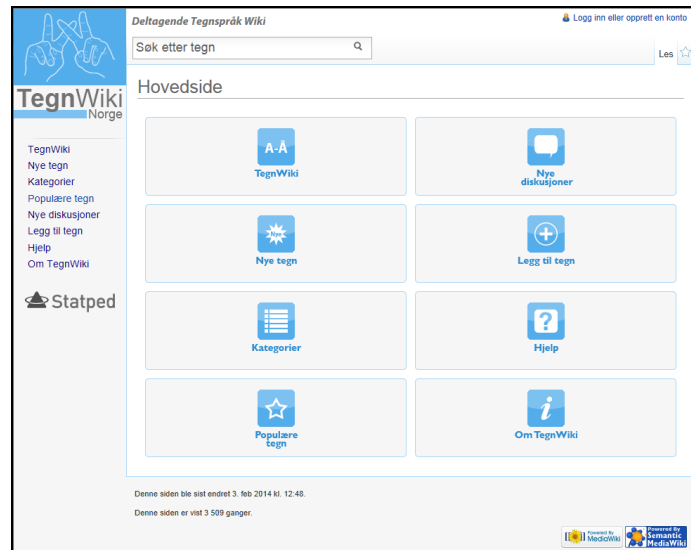 Deltagende Tegnspråk Wiki
Logg inn eller opprett en konto
Søk etter tegn
Les
TegnWiki
Norge
Hovedside
TegnWiki
Nye tegn
Kategorier
Populære tegn
Nye diskusjoner
Legg til tegn
Hjelp
Om TegnWiki
Statped
A-Å
TegnWiki
Nye
diskusjoner
Nye
Nye tegn
Legg til tegn
Kategorier
?
Hjelp
Populære
tegn
i
Om TegnWiki
Denne siden ble sist endret 3. feb 2014 kl. 12:48.
Denne siden er vist 3 509 ganger.
Powered By
MediaWiki
Powered By
Semantic
MediaWiki